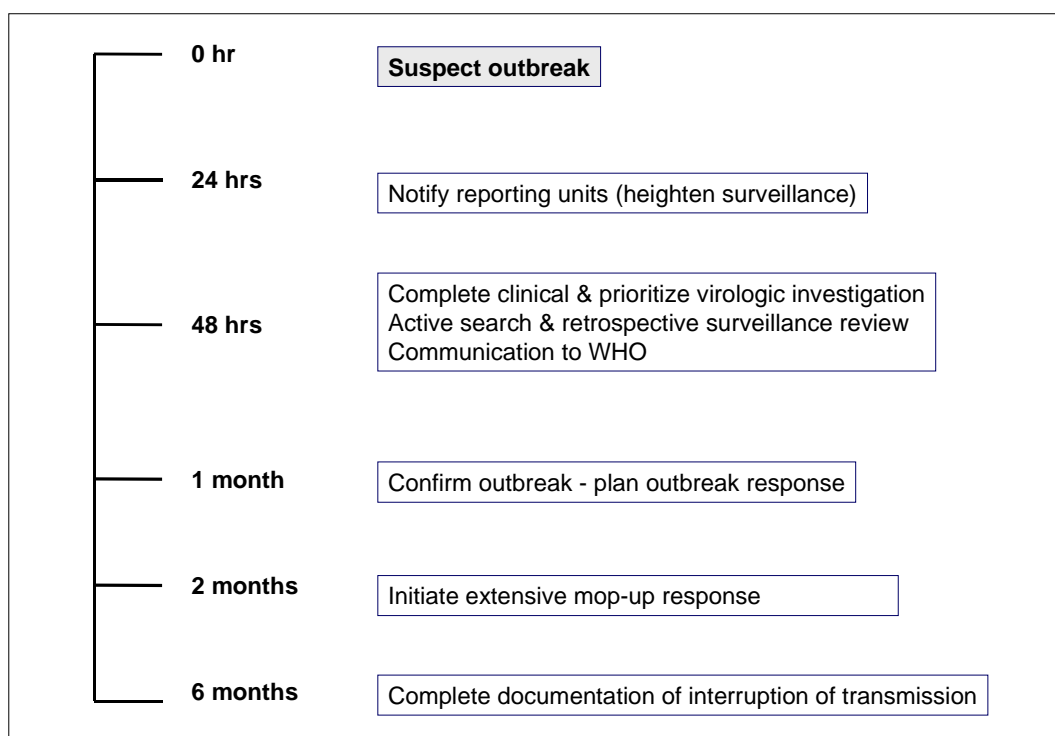 0 hr
Suspect outbreak
24 hrs
Notify reporting units (heighten surveillance)
48 hrs
Complete clinical & prioritize virologic investigation
Active search & retrospective surveillance review
Communication to WHO
1 month
Confirm outbreak - plan outbreak response
2 months
Initiate extensive mop-up response
6 months
Complete documentation of interruption of transmission